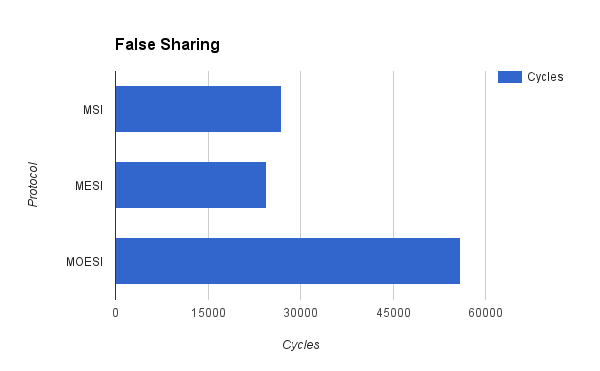 False Sharing
Cycles
MSI
MESI
MOESI
Protocol
0 15000 30000 45000 60000
Cycles